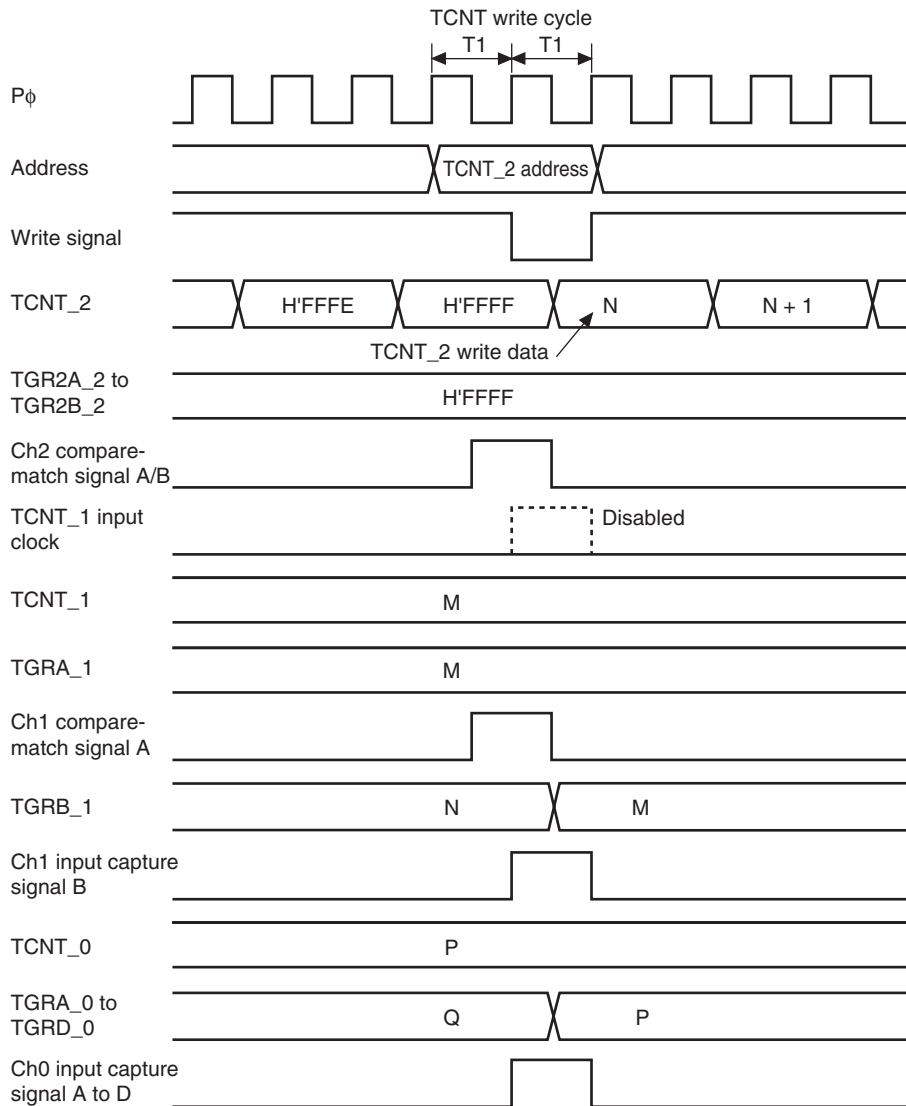 TCNT write cycle
T1 T1
Pϕ
Address
TCNT_2 address
Write signal
TCNT_2
H'FFFE H'FFFF N N + 1
TCNT_2 write data
TGR2A_2 to
TGR2B_2
H'FFFF
Ch2 compare-
match signal A/B
TCNT_1 input
clock
Disabled
TCNT_1
M
TGRA_1
M
Ch1 compare-
match signal A
TGRB_1
N M
Ch1 input capture
signal B
TCNT_0
P
TGRA_0 to
TGRD_0
Q P
Ch0 input capture
signal A to D